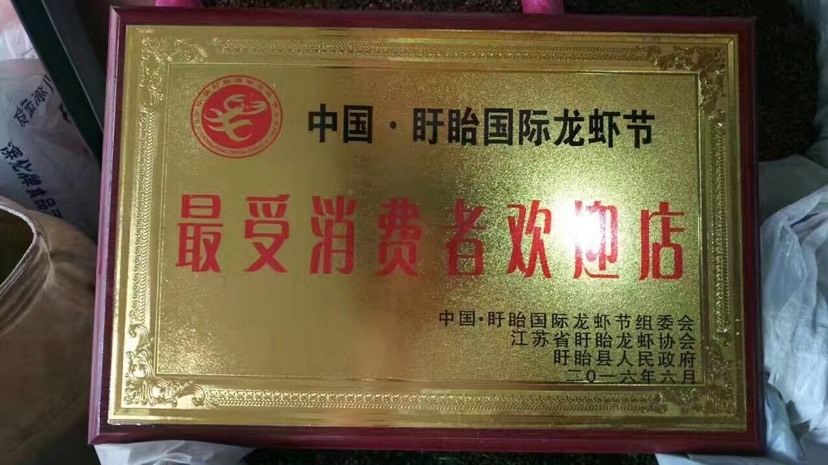 中国·盱眙国际龙虾节
最受消费者欢迎店
中国·盱眙国际龙虾节组委会
江苏省盱眙龙虾协会
盱眙县人民政府
二〇一六年六月